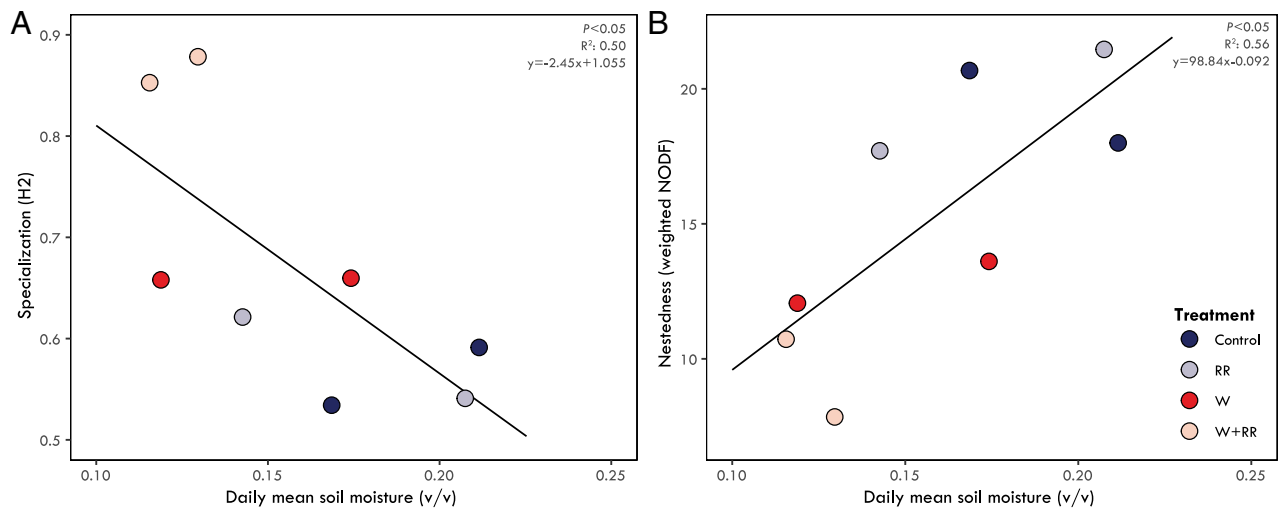 A
P<0.05
R²: 0.50
y=-2.45x+1.055
0.9
0.8
0.7
0.6
0.5
Specialization (H2)
0.10
0.15
0.20
0.25
Daily mean soil moisture (v/v)
B
P<0.05
R²: 0.56
y=98.84x-0.092
20
15
10
Nestedness (weighted NODF)
Treatment
Control
RR
W
W+RR
0.10
0.15
0.20
0.25
Daily mean soil moisture (v/v)